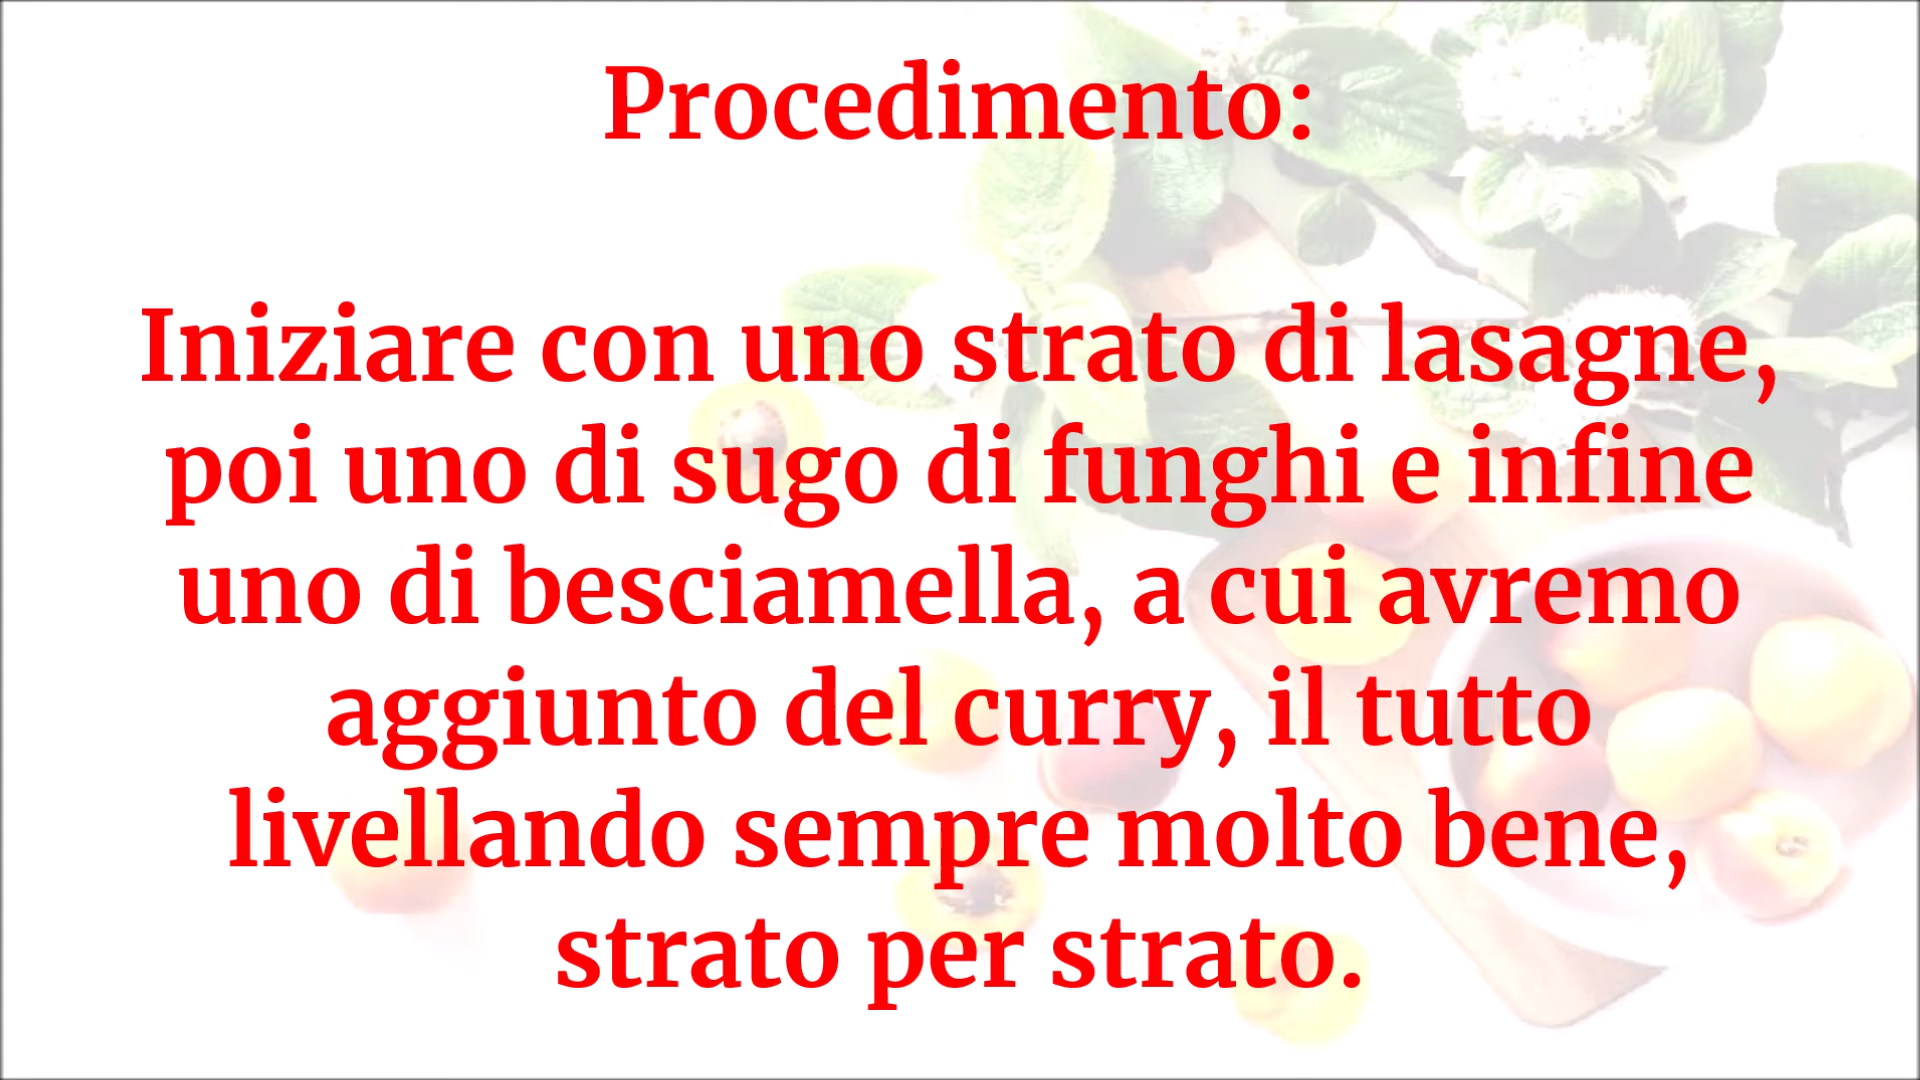 Procedimento:
Iniziare con uno strato di lasagne,
poi uno di sugo di funghi e infine
uno di besciamella, a cui avremo
aggiunto del curry, il tutto
livellando sempre molto bene,
strato per strato.